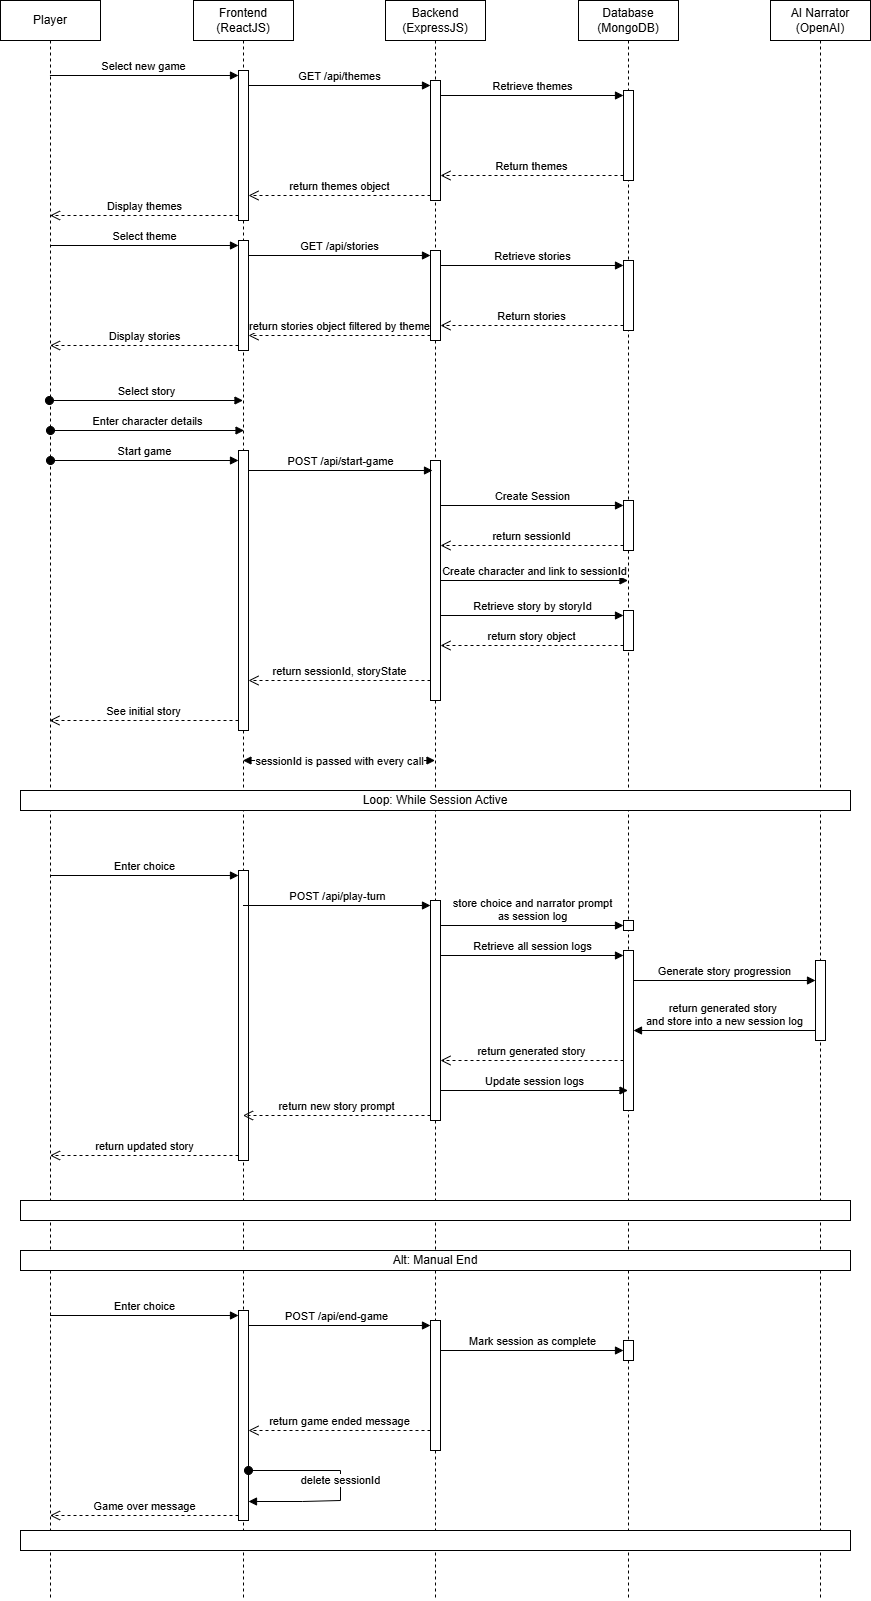 Player
Frontend
(ReactJS)
Backend
(ExpressJS)
Database
(MongoDB)
AI Narrator
(OpenAI)
Select new game
GET /api/themes
Retrieve themes
Return themes
return themes object
Display themes
Select theme
GET /api/stories
Retrieve stories
Return stories
return stories object filtered by theme
Display stories
Select story
Enter character details
Start game
POST /api/start-game
Create Session
return sessionId
Create character and link to sessionId
Retrieve story by storyId
return story object
return sessionId, storyState
See initial story
sessionId is passed with every call
Loop: While Session Active
Enter choice
POST /api/play-turn
store choice and narrator prompt
as session log
Retrieve all session logs
Generate story progression
return generated story
and store into a new session log
return generated story
Update session logs
return new story prompt
return updated story
Alt: Manual End
Enter choice
POST /api/end-game
Mark session as complete
return game ended message
delete sessionId
Game over message